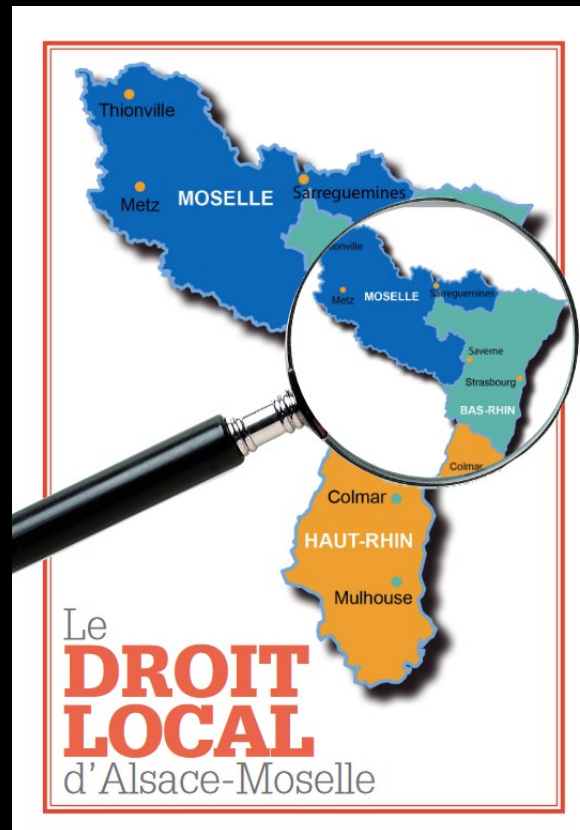 Thionville
Metz
MOSELLE
Sarreguemines
onville
Metz
MOSELLE
Sarreguemines
Saverne
Strasbourg
BAS-RHIN
Colmar
Colmar
HAUT-RHIN
Mulhouse
Le
DROIT
LOCAL
d'Alsace-Moselle